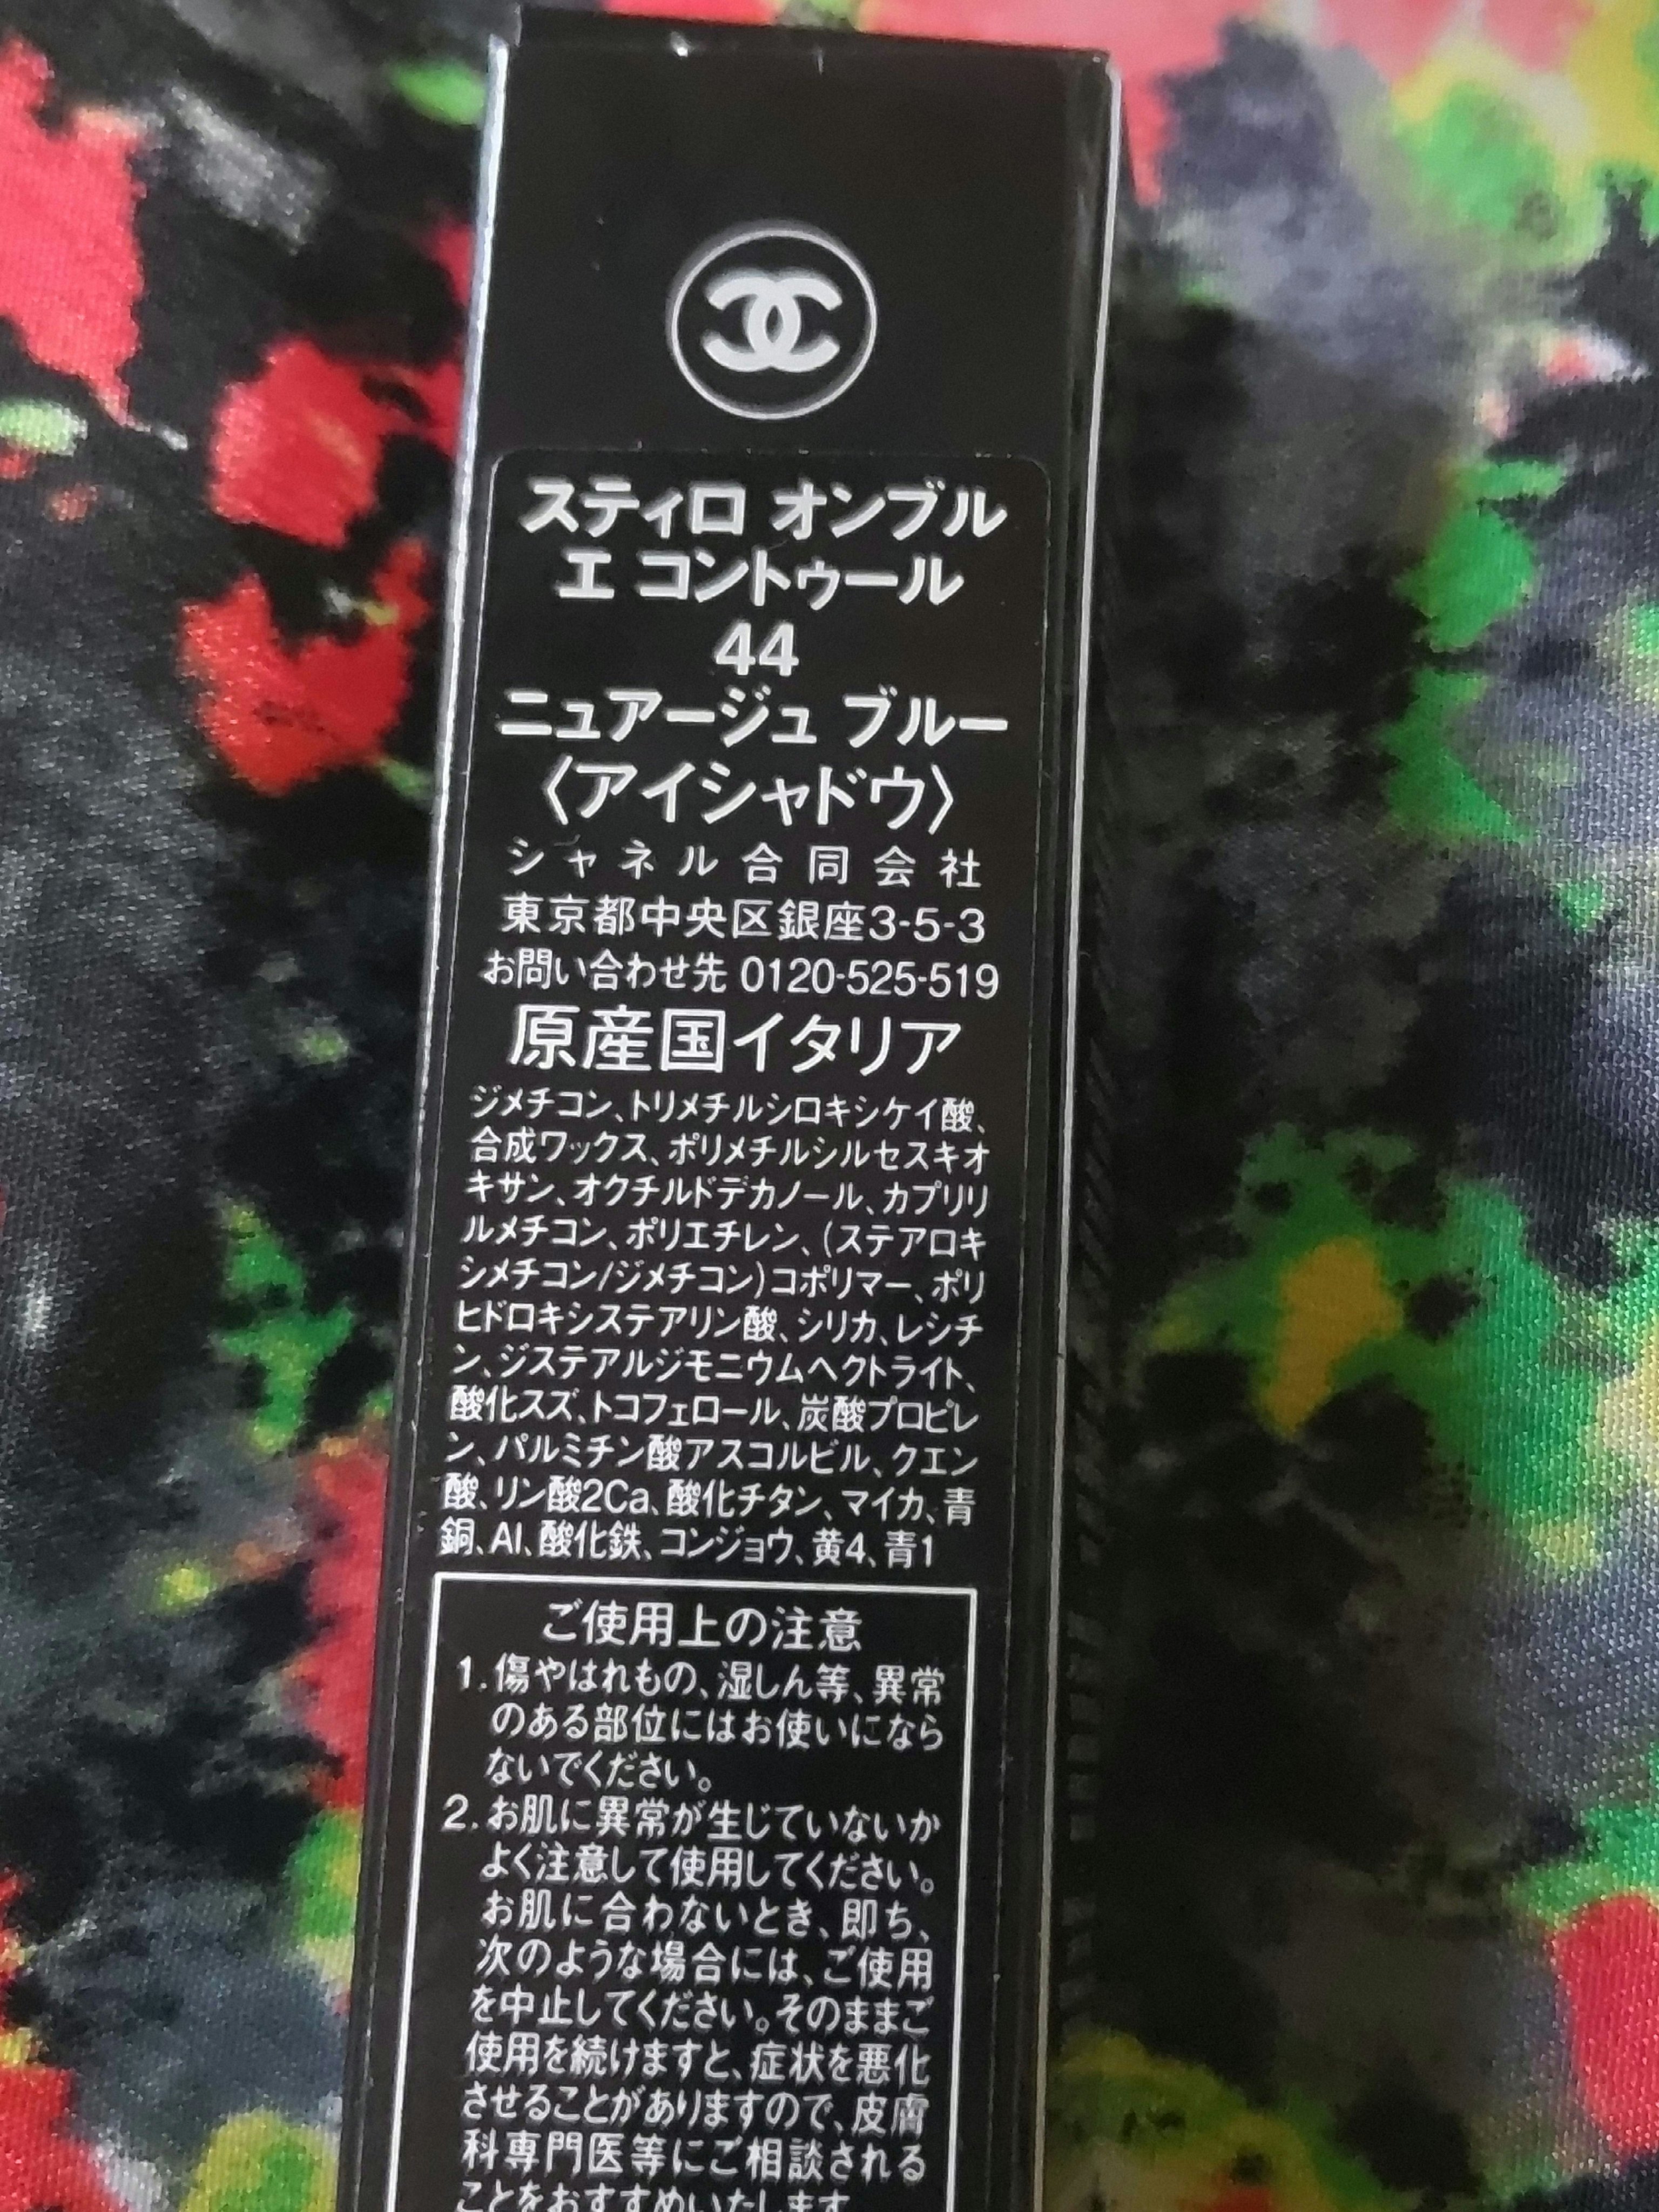 スティロ オンブル
エ コントゥール
44
ニュアージュ ブルー
〈アイシャドウ〉
シャネル合同会社
東京都中央区銀座3-5-3
お問い合わせ先 0120-525-519
原産国イタリア
ジメチコン、トリメチルシロキシケイ酸、
合成ワックス、ポリメチルシルセスキオ
キサン、オクチルドデカノール、カプリリ
ルメチコン、ポリエチレン、(ステアロキ
シメチコン/ジメチコン)コポリマー、ポリ
ヒドロキシステアリン酸、シリカ、レシチ
ン、ジステアルジモニウムヘクトライト、
酸化スズ、トコフェロール、炭酸プロピレ
ン、パルミチン酸アスコルビル、クエン
酸、リン酸2Ca、酸化チタン、マイカ、青
銅、Al、酸化鉄、コンジョウ、黄4、青1
ご使用上の注意
1.傷やはれもの、湿しん等、異常
のある部位にはお使いになら
ないでください。
2.お肌に異常が生じていないか
よく注意して使用してください。
お肌に合わないとき、即ち、
次のような場合には、ご使用
を中止してください。そのままご
使用を続けますと、症状を悪化
させることがありますので、皮膚
科専門医等にご相談される
ことをおすすめいたします。